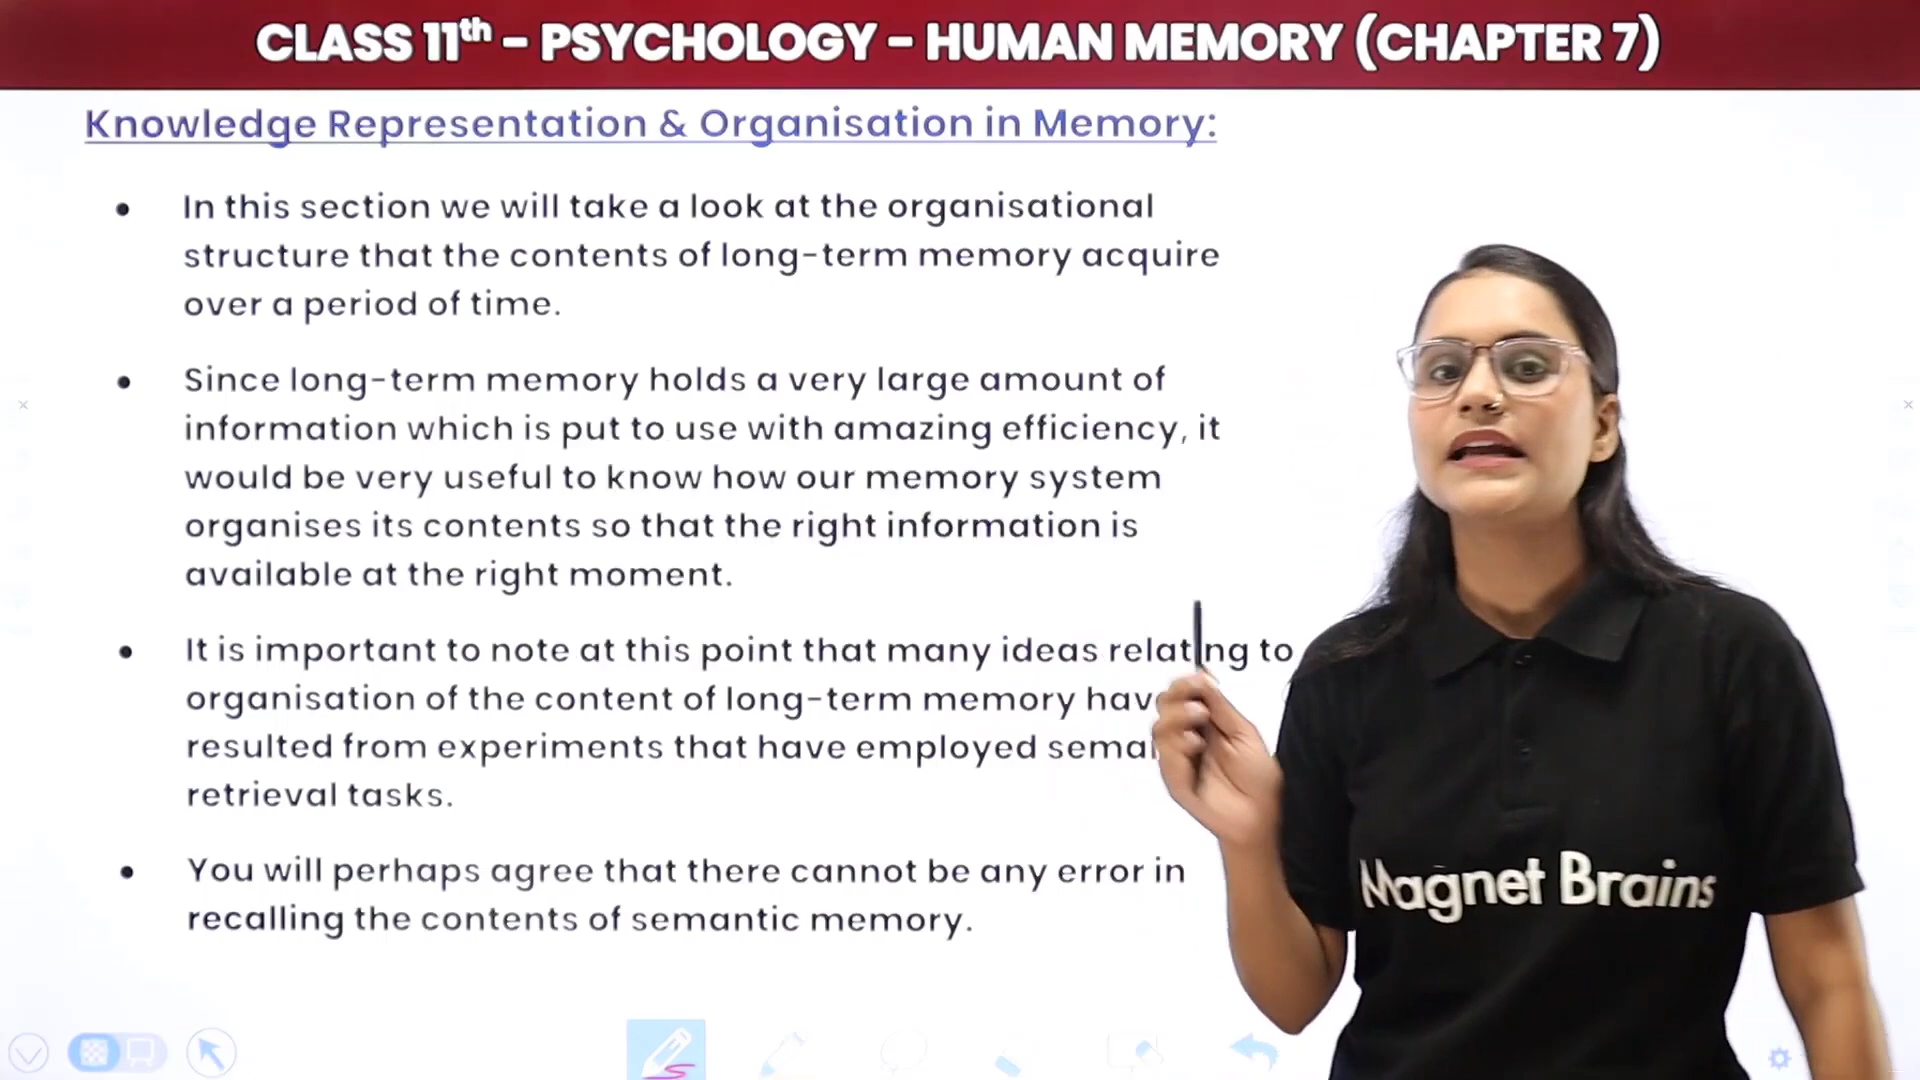 CLASS 11th - PSYCHOLOGY - HUMAN MEMORY (CHAPTER 7)
Knowledge Representation & Organisation in Memory:
• In this section we will take a look at the organisational
structure that the contents of long-term memory acquire
over a period of time.
• Since long-term memory holds a very large amount of
information which is put to use with amazing efficiency, it
would be very useful to know how our memory system
organises its contents so that the right information is
available at the right moment.
• It is important to note at this point that many ideas relating to
organisation of the content of long-term memory have
resulted from experiments that have employed
retrieval tasks.
• You will perhaps agree that there cannot be any error in
recalling the contents of semantic memory.
Magnet Brains